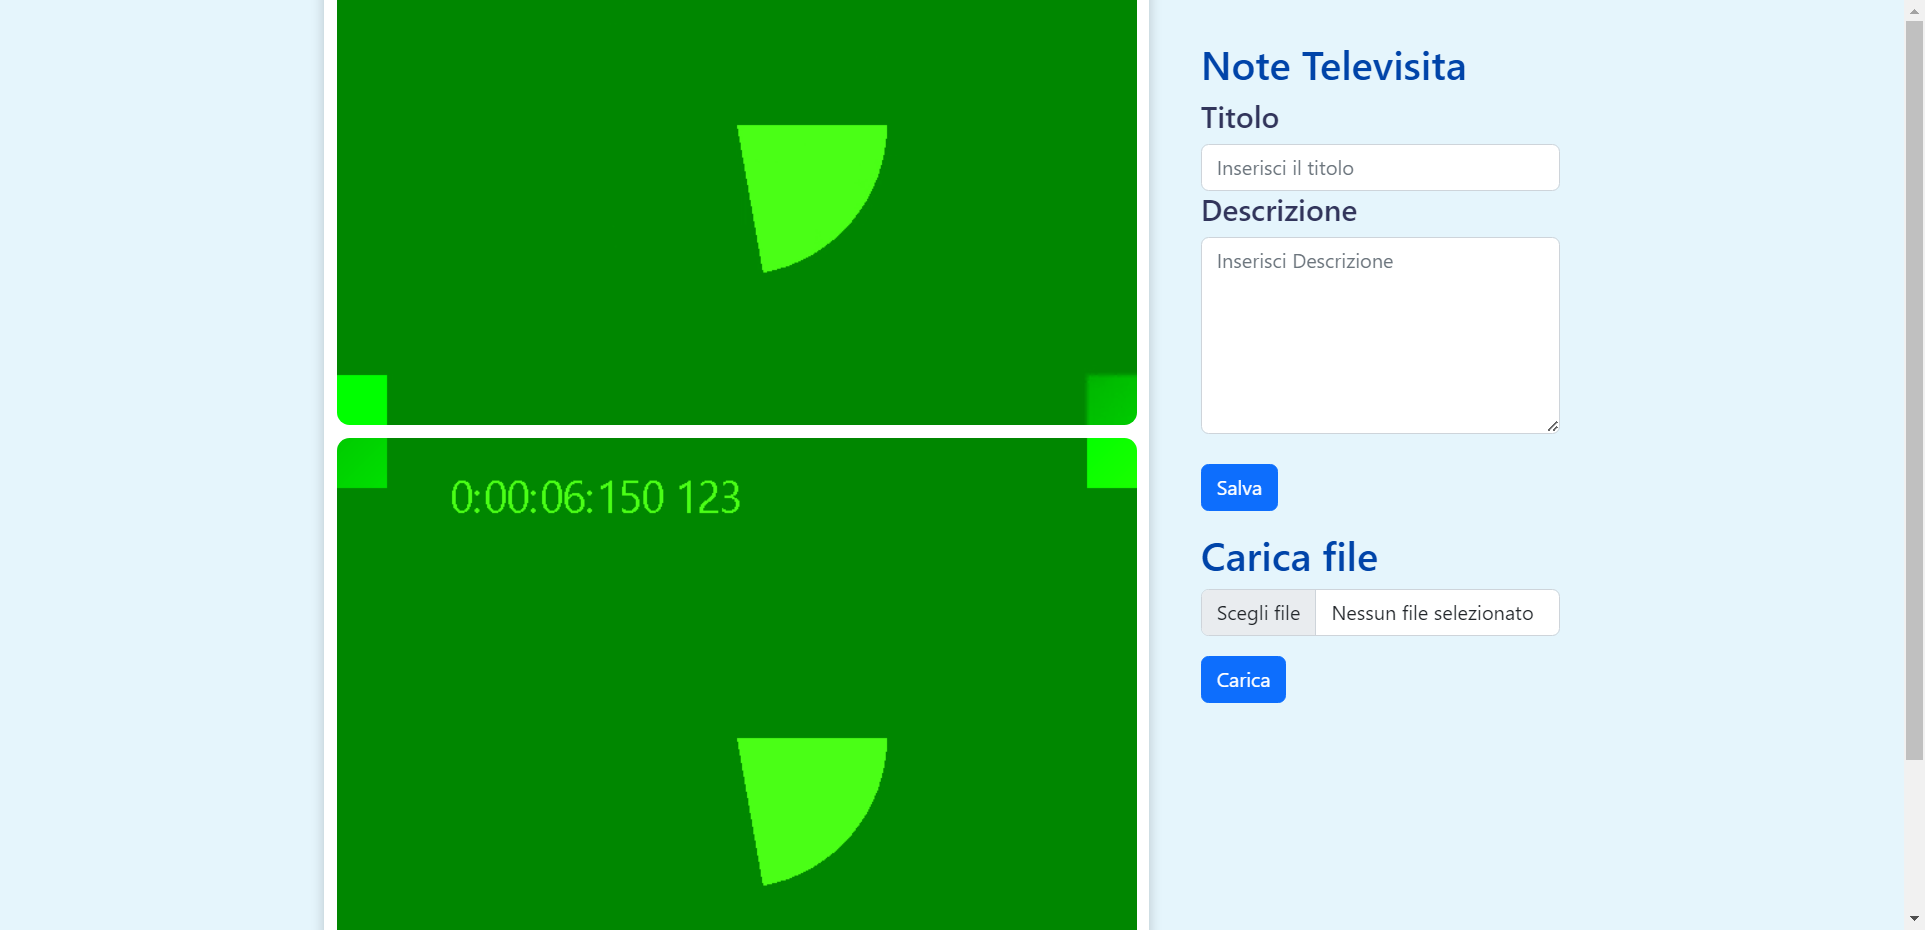 0:00:06:150 123
Note Televisita
Titolo
Inserisci il titolo
Descrizione
Inserisci Descrizione
Salva
Carica file
Scegli file Nessun file selezionato
Carica